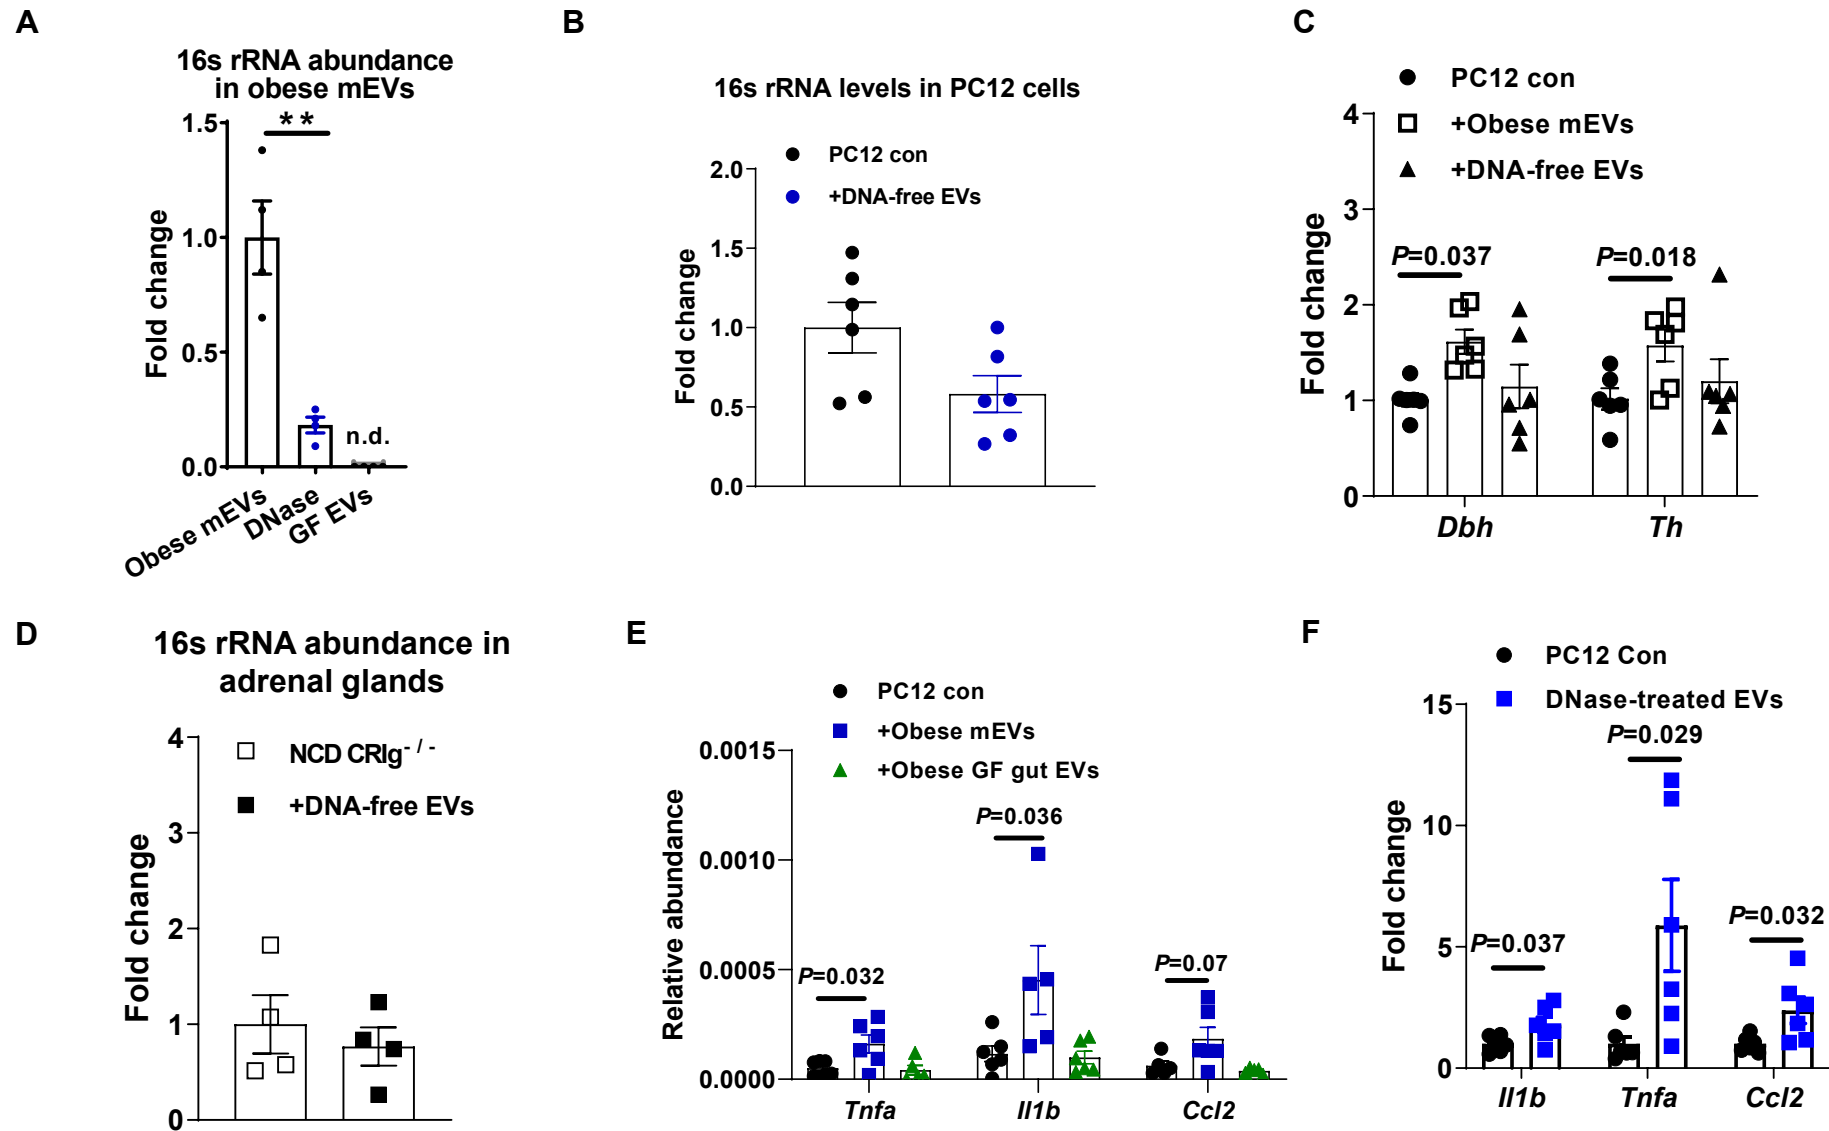 A
16s rRNA abundance
in obese mEVs
**
1.5
1.0
0.5
0.0
Fold change
n.d.
Obese mEVs
DNase
GF EVs
B
16s rRNA levels in PC12 cells
PC12 con
+DNA-free EVs
2.0
1.5
1.0
0.5
0.0
Fold change
C
PC12 con
+Obese mEVs
+DNA-free EVs
4
3
2
1
0
Fold change
P=0.037
P=0.018
Dbh
Th
D
16s rRNA abundance in
adrenal glands
NCD CRIg-/-
+DNA-free EVs
4
3
2
1
0
Fold change
E
PC12 con
+Obese mEVs
+Obese GF gut EVs
0.0015
0.0010
0.0005
0.0000
Relative abundance
P=0.032
P=0.036
P=0.07
Tnfa
Il1b
Ccl2
F
PC12 Con
DNase-treated EVs
15
10
5
0
Fold change
P=0.037
P=0.029
P=0.032
Il1b
Tnfa
Ccl2